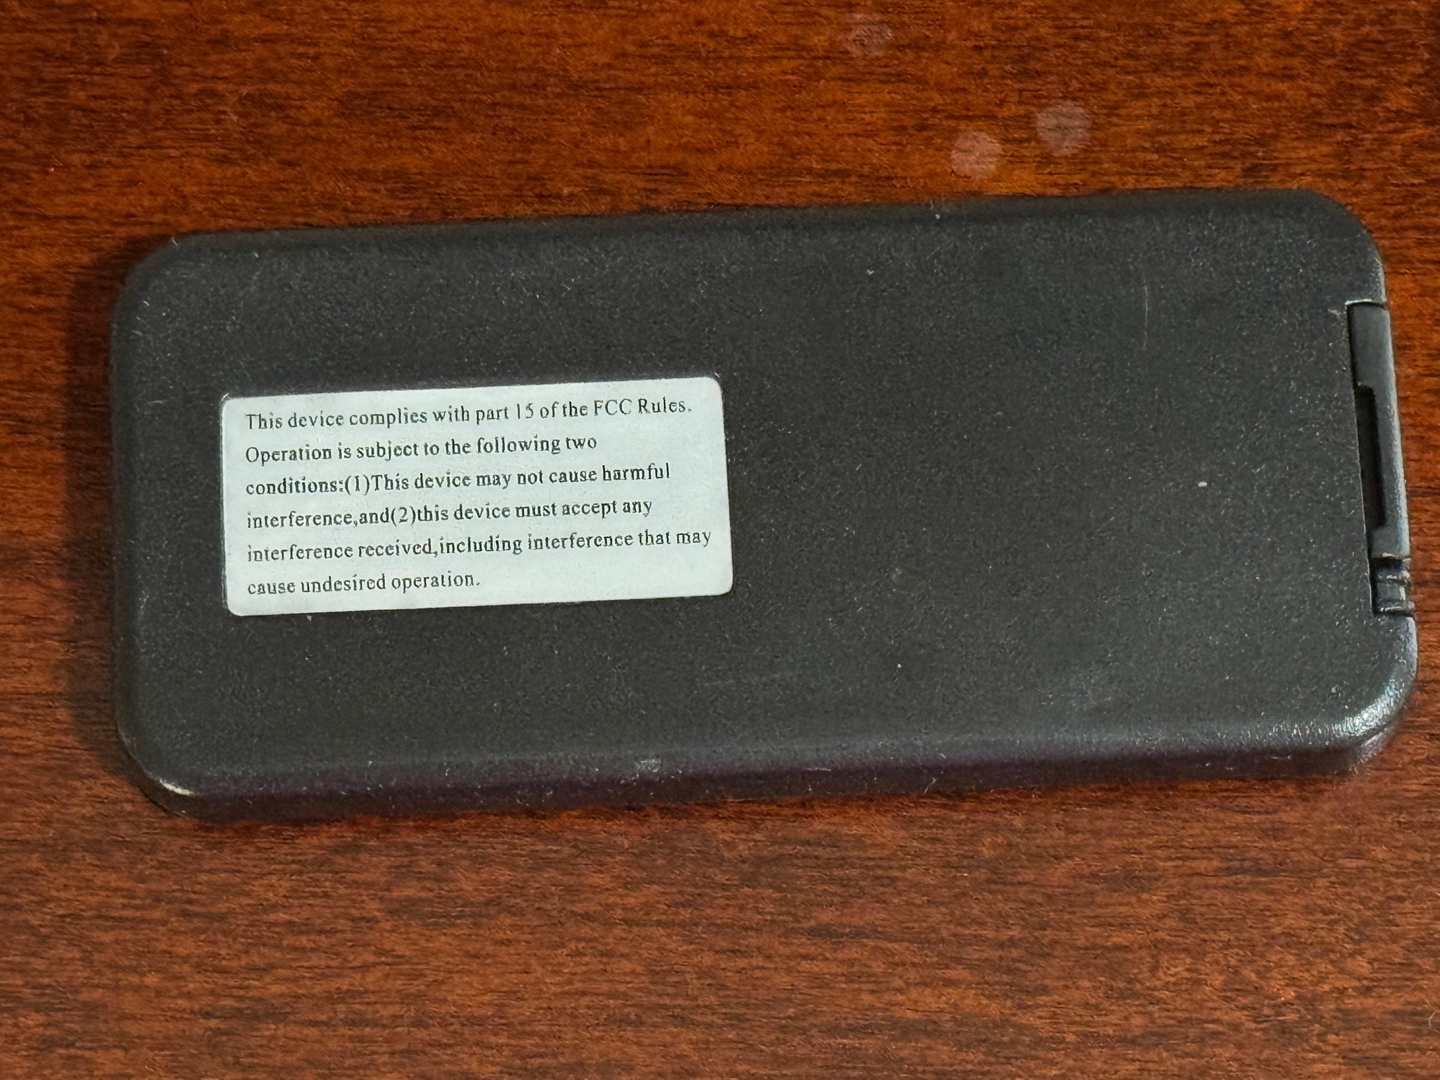 This device complies with part 15 of the FCC Rules.
Operation is subject to the following two
conditions:(1)This device may not cause harmful
interference,and(2)this device must accept any
interference received,including interference that may
cause undesired operation.